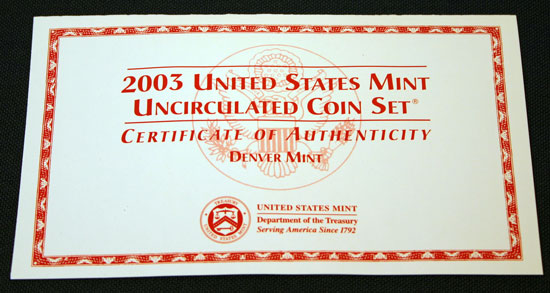 2003 UNITED STATES MINT
UNCIRCULATED COIN SET®
CERTIFICATE OF AUTHENTICITY
DENVER MINT
UNITED STATES MINT
Department of the Treasury
Serving America Since 1792